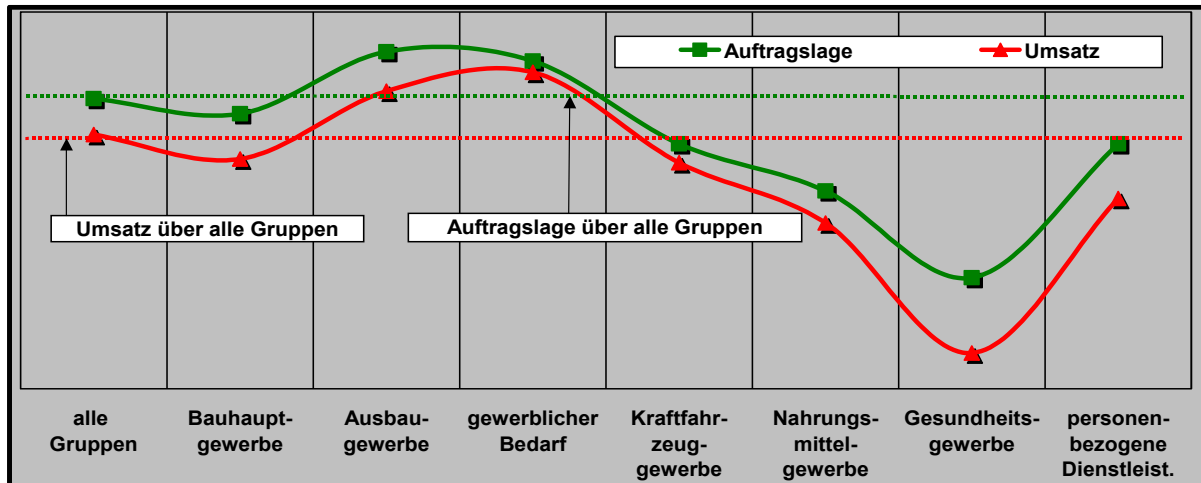 Auftragslage
Umsatz
Umsatz über alle Gruppen
Auftragslage über alle Gruppen
alle
Gruppen
Bauhaupt-
gewerbe
Ausbau-
gewerbe
gewerblicher
Bedarf
Kraftfahr-
zeug-
gewerbe
Nahrungs-
mittel-
gewerbe
Gesundheits-
gewerbe
personen-
bezogene
Dienstleist.